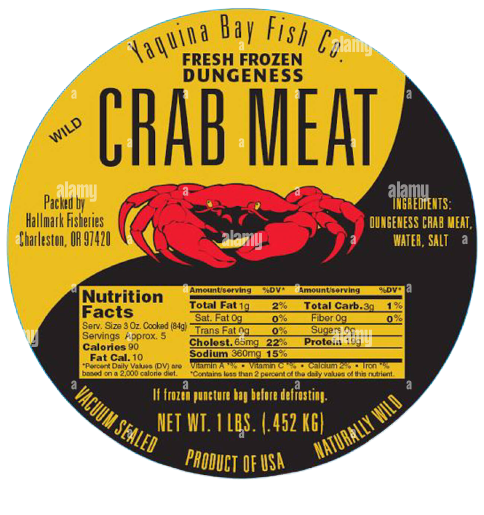 Yaquina Bay Fish Co.
FRESH FROZEN
DUNGENESS
CRAB MEAT
WILD
Packed by
Hallmark Fisheries
Charleston, OR 97420
INGREDIENTS:
DUNGENESS CRAB MEAT,
WATER, SALT
Nutrition
Facts
Serv. Size 3 Oz. Cooked (84g)
Servings Approx. 5
Calories 90
Fat Cal. 10
*Percent Daily Values (DV) are
based on a 2,000 calorie diet.
Amount/serving %DV* Amount/serving %DV*
Total Fat 1g 2% Total Carb. 3g 1%
Sat. Fat 0g 0% Fiber 0g 0%
Trans Fat 0g 0% Sugars 0g
Cholest. 65mg 22% Protein
Sodium 360mg 15%
Vitamin A *% • Vitamin C *% • Calcium 2% • Iron *%
*Contains less than 2 percent of the daily values of this nutrient.
If frozen puncture bag before defrosting.
NET WT. 1 LBS. (.452 KG)
VACUUM SEALED
PRODUCT OF USA
NATURALLY WILD
alamy
alamy
alamy
alamy